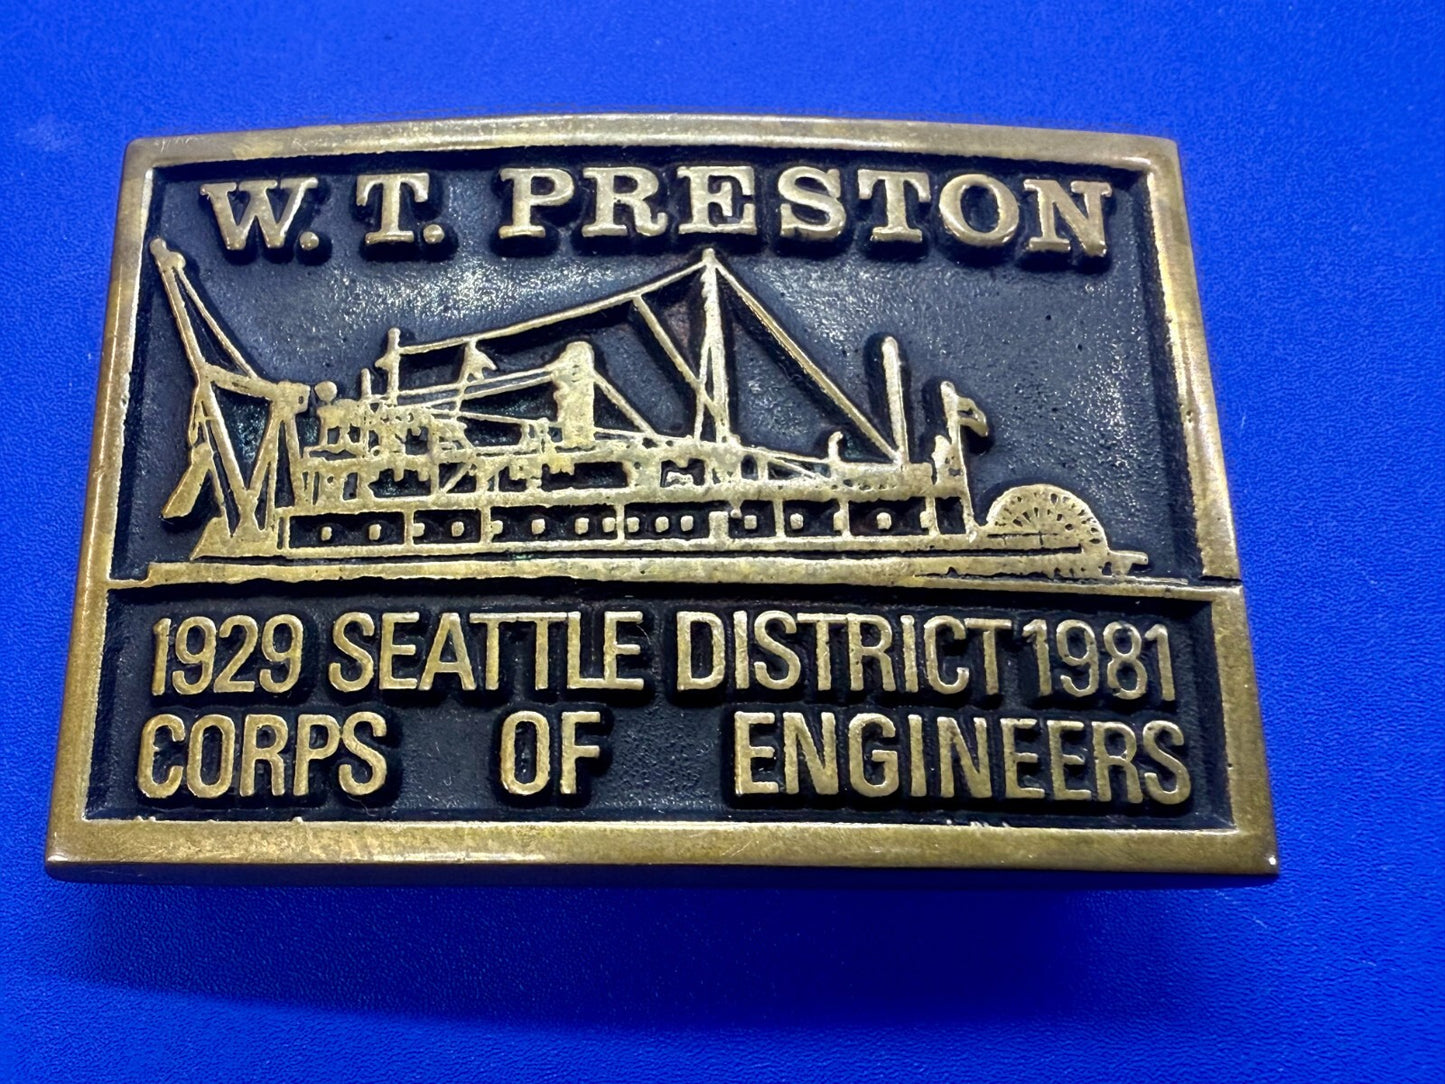 W. T. PRESTON
1929 SEATTLE DISTRICT 1981
CORPS OF ENGINEERS